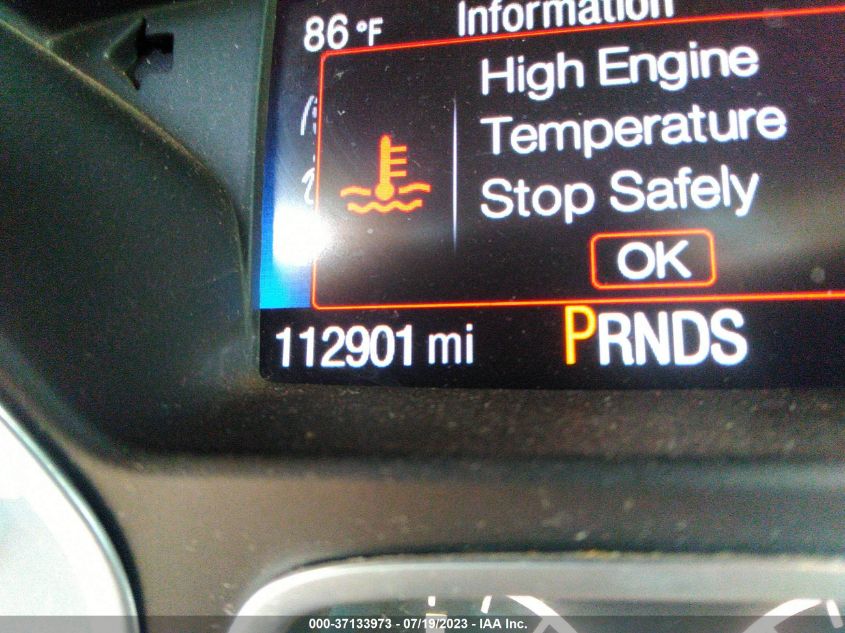 86 °F
Information
High Engine
Temperature
Stop Safely
OK
112901 mi
PRNDS
000-37133973 - 07/19/2023 - IAA Inc.